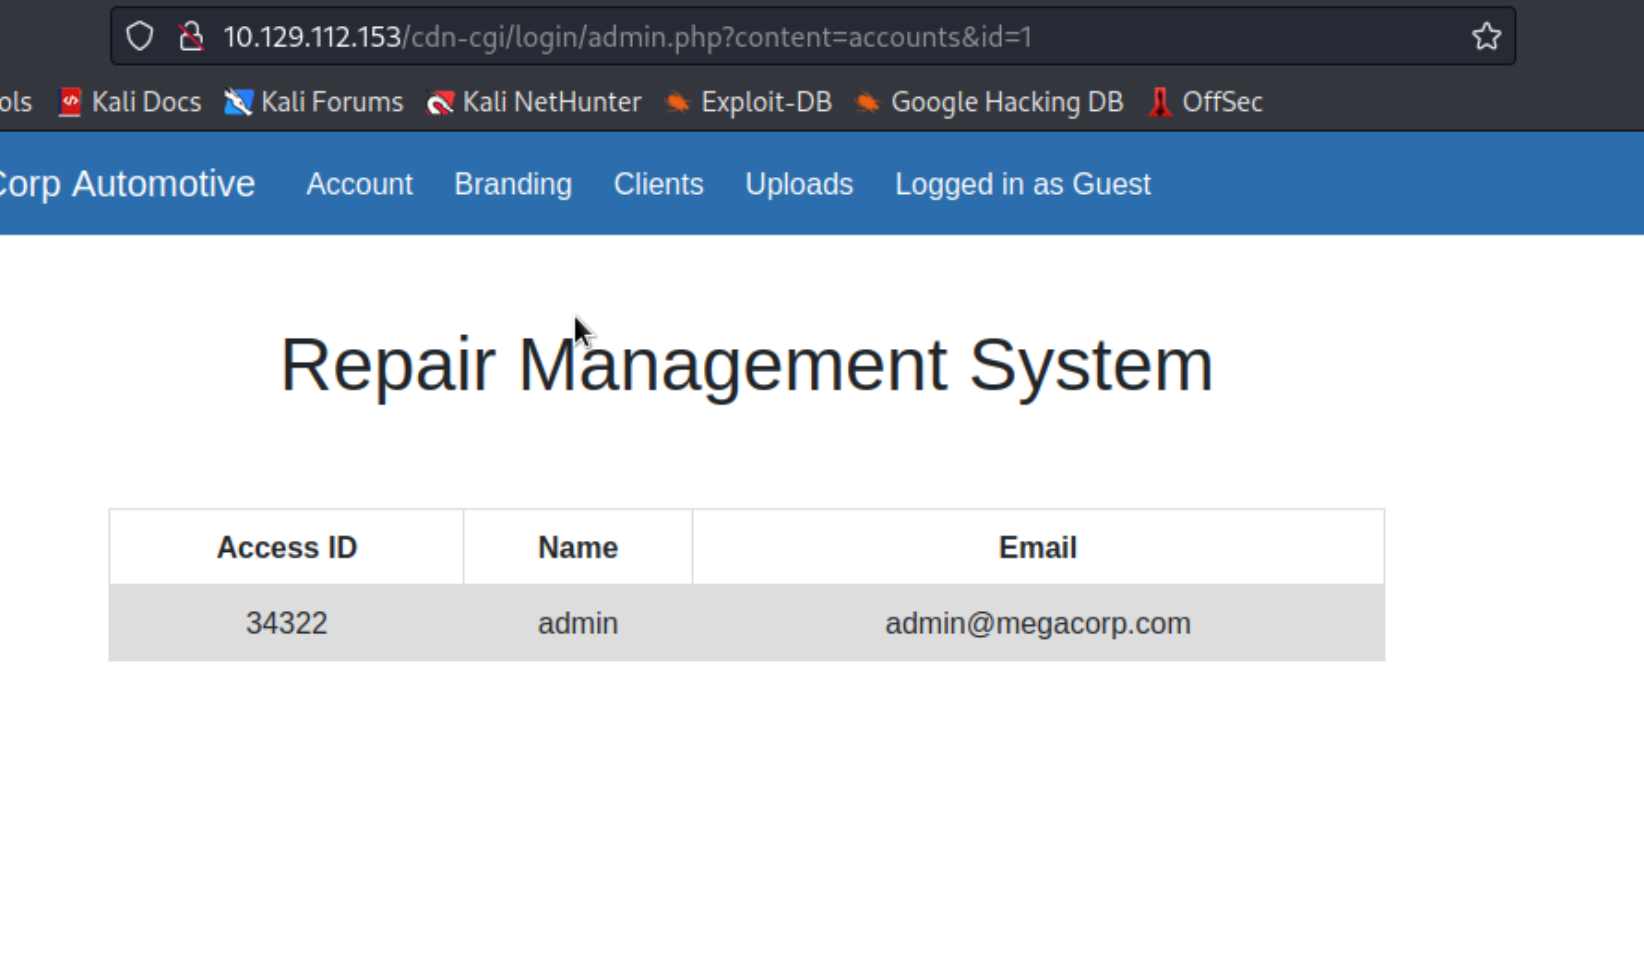 10.129.112.153/cdn-cgi/login/admin.php?content=accounts&id=1
ols Kali Docs Kali Forums Kali NetHunter Exploit-DB Google Hacking DB OffSec
Corp Automotive Account Branding Clients Uploads Logged in as Guest
Repair Management System
Access ID Name Email
34322 admin admin@megacorp.com